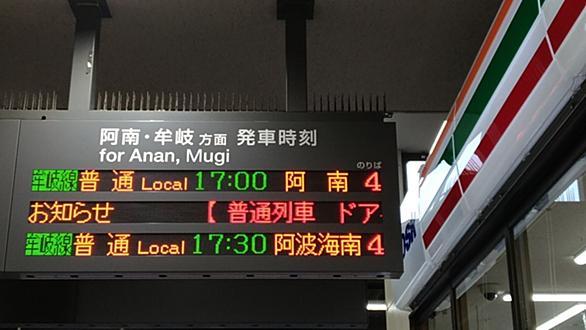 阿南・牟岐 方面 発車時刻
for Anan, Mugi
のりば
牟岐線 普通 Local 17:00 阿南 4
お知らせ 【 普通列車 ドア
牟岐線 普通 Local 17:30 阿波海南 4